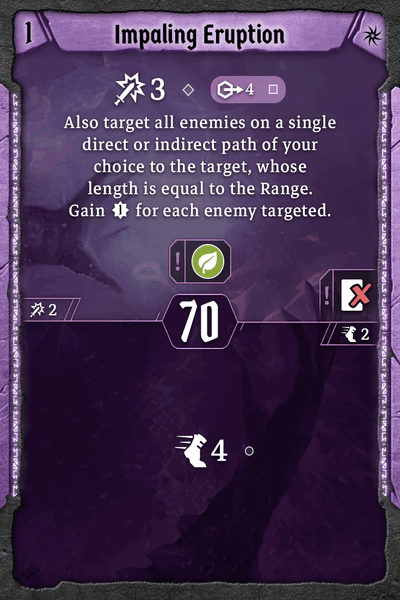 1
Impaling Eruption
3
4
Also target all enemies on a single
direct or indirect path of your
choice to the target, whose
length is equal to the Range.
Gain ! for each enemy targeted.
!
!
2
70
2
4